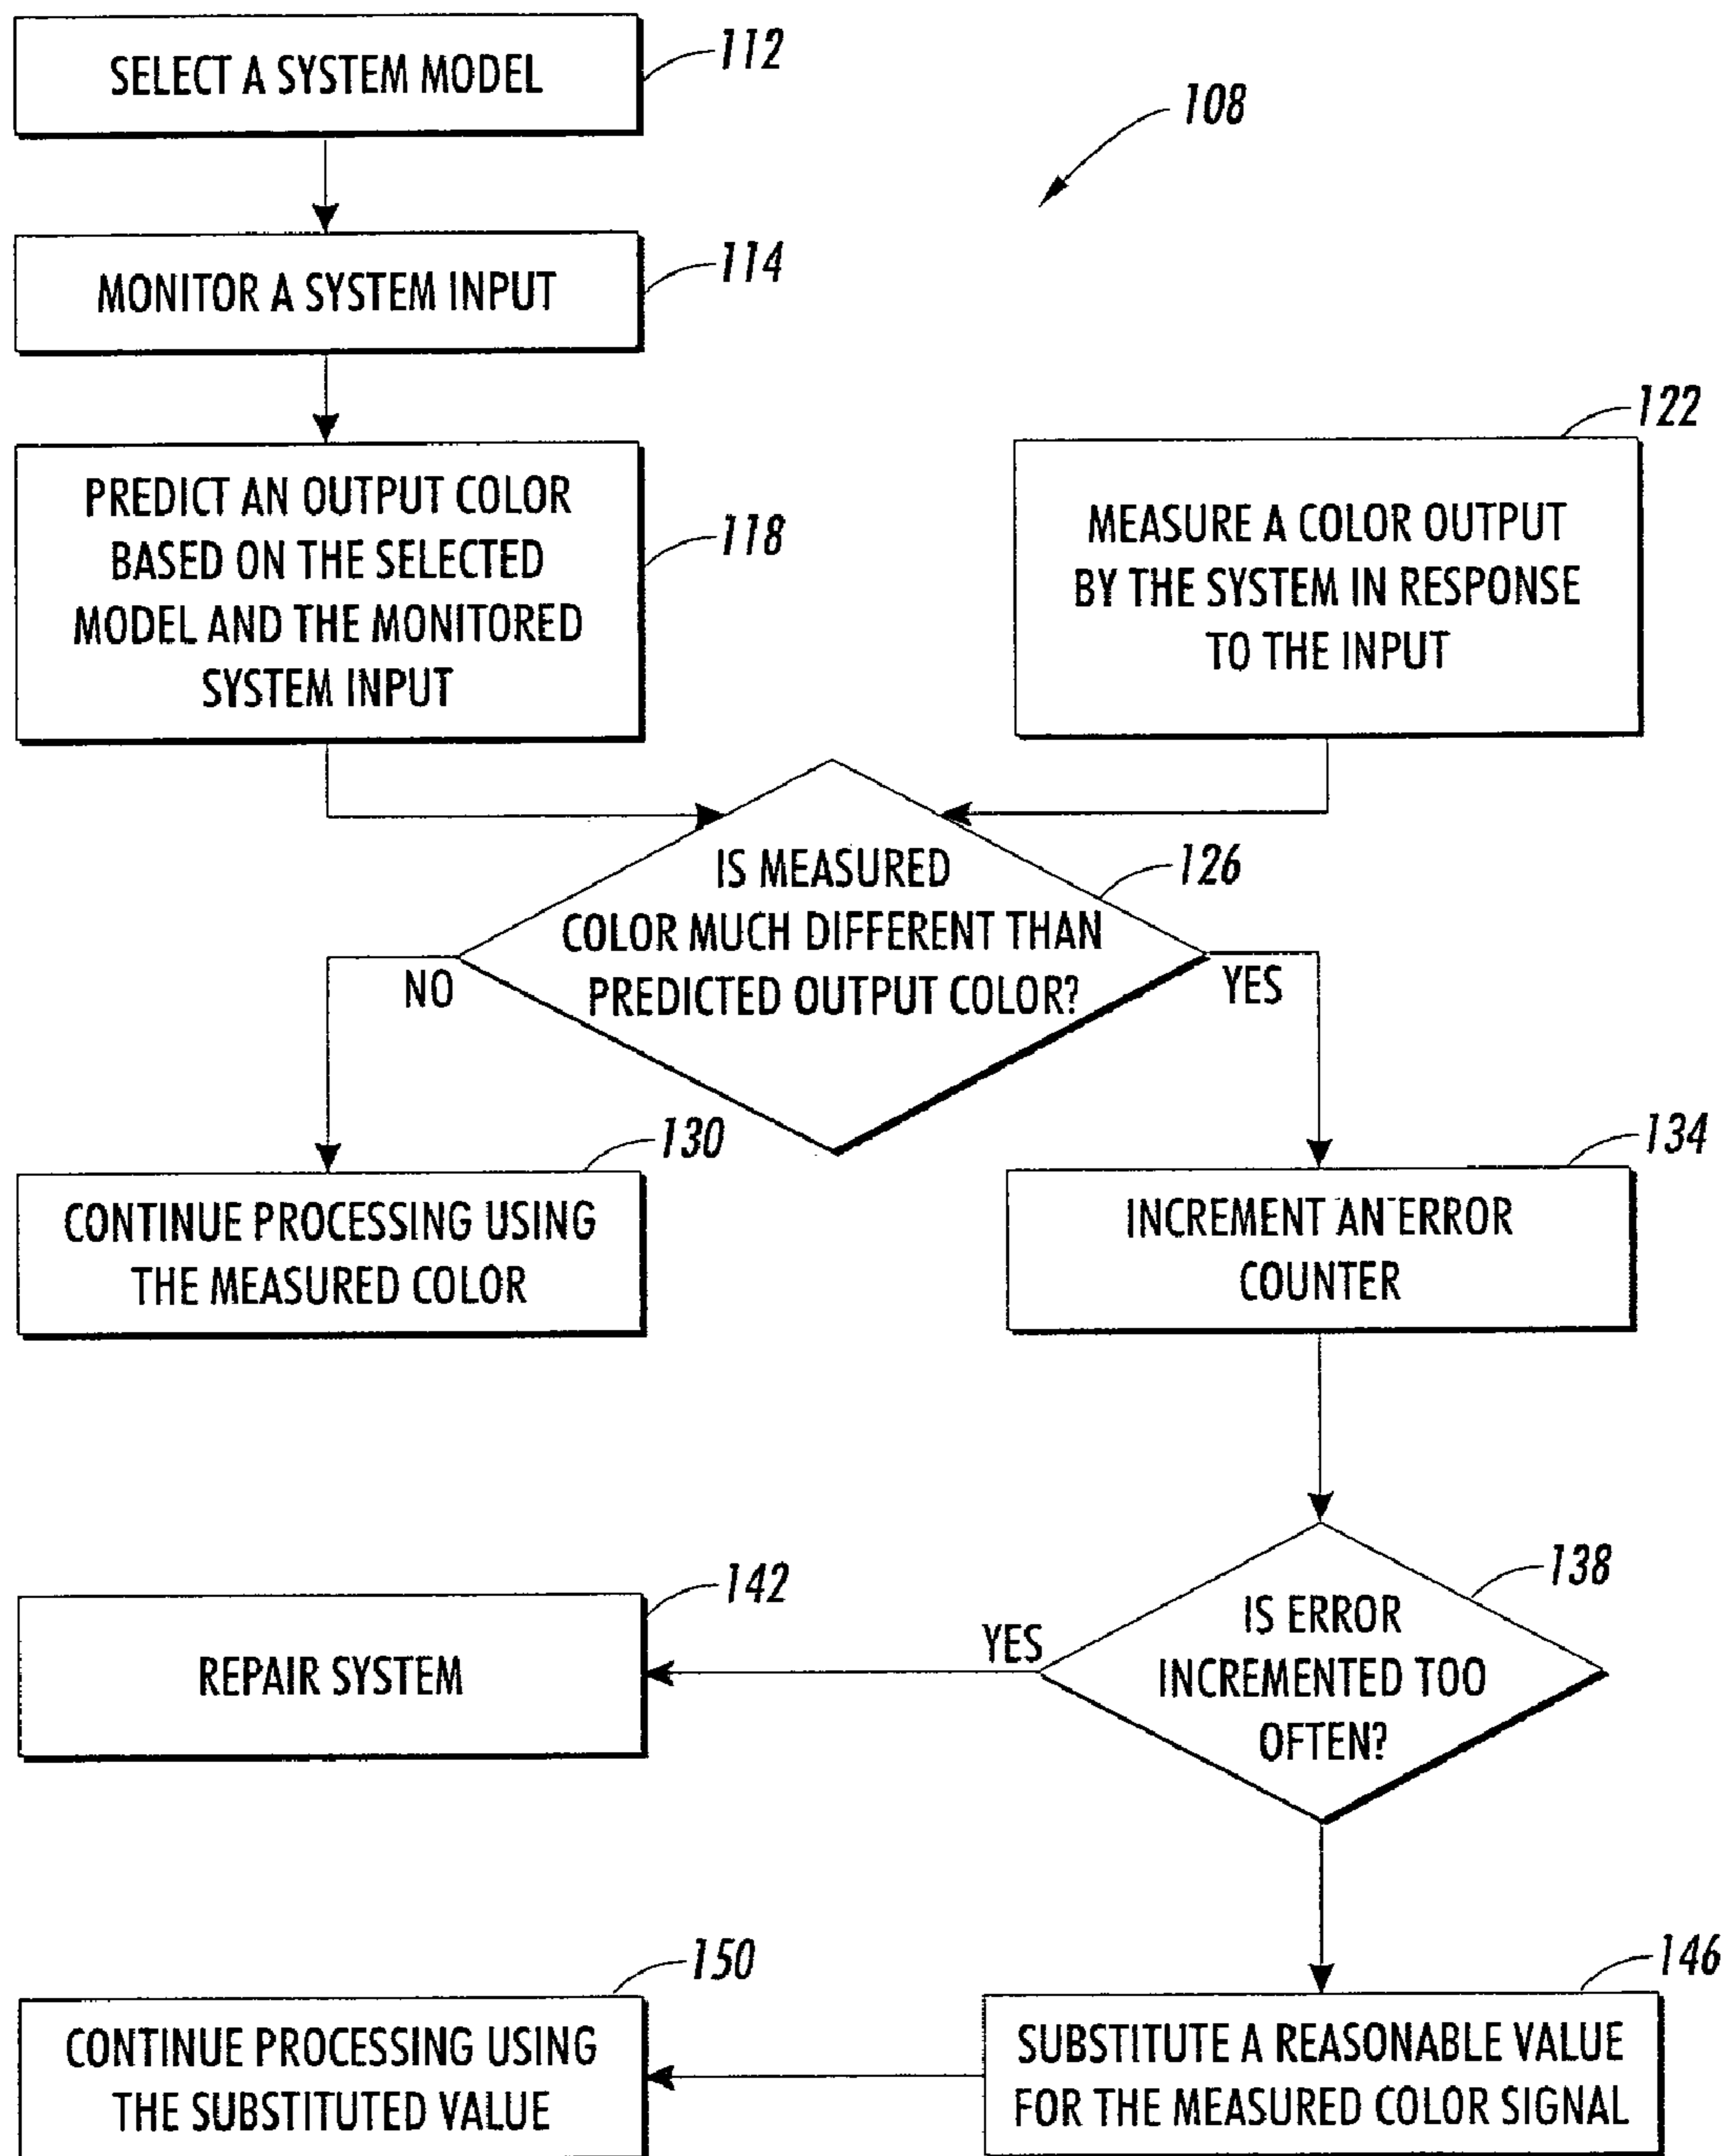 SELECT A SYSTEM MODEL
112
108
MONITOR A SYSTEM INPUT
114
PREDICT AN OUTPUT COLOR
BASED ON THE SELECTED
MODEL AND THE MONITORED
SYSTEM INPUT
118
122
MEASURE A COLOR OUTPUT
BY THE SYSTEM IN RESPONSE
TO THE INPUT
IS MEASURED
COLOR MUCH DIFFERENT THAN
PREDICTED OUTPUT COLOR?
126
NO
YES
130
CONTINUE PROCESSING USING
THE MEASURED COLOR
134
INCREMENT AN ERROR
COUNTER
138
IS ERROR
INCREMENTED TOO
OFTEN?
YES
142
REPAIR SYSTEM
146
SUBSTITUTE A REASONABLE VALUE
FOR THE MEASURED COLOR SIGNAL
150
CONTINUE PROCESSING USING
THE SUBSTITUTED VALUE